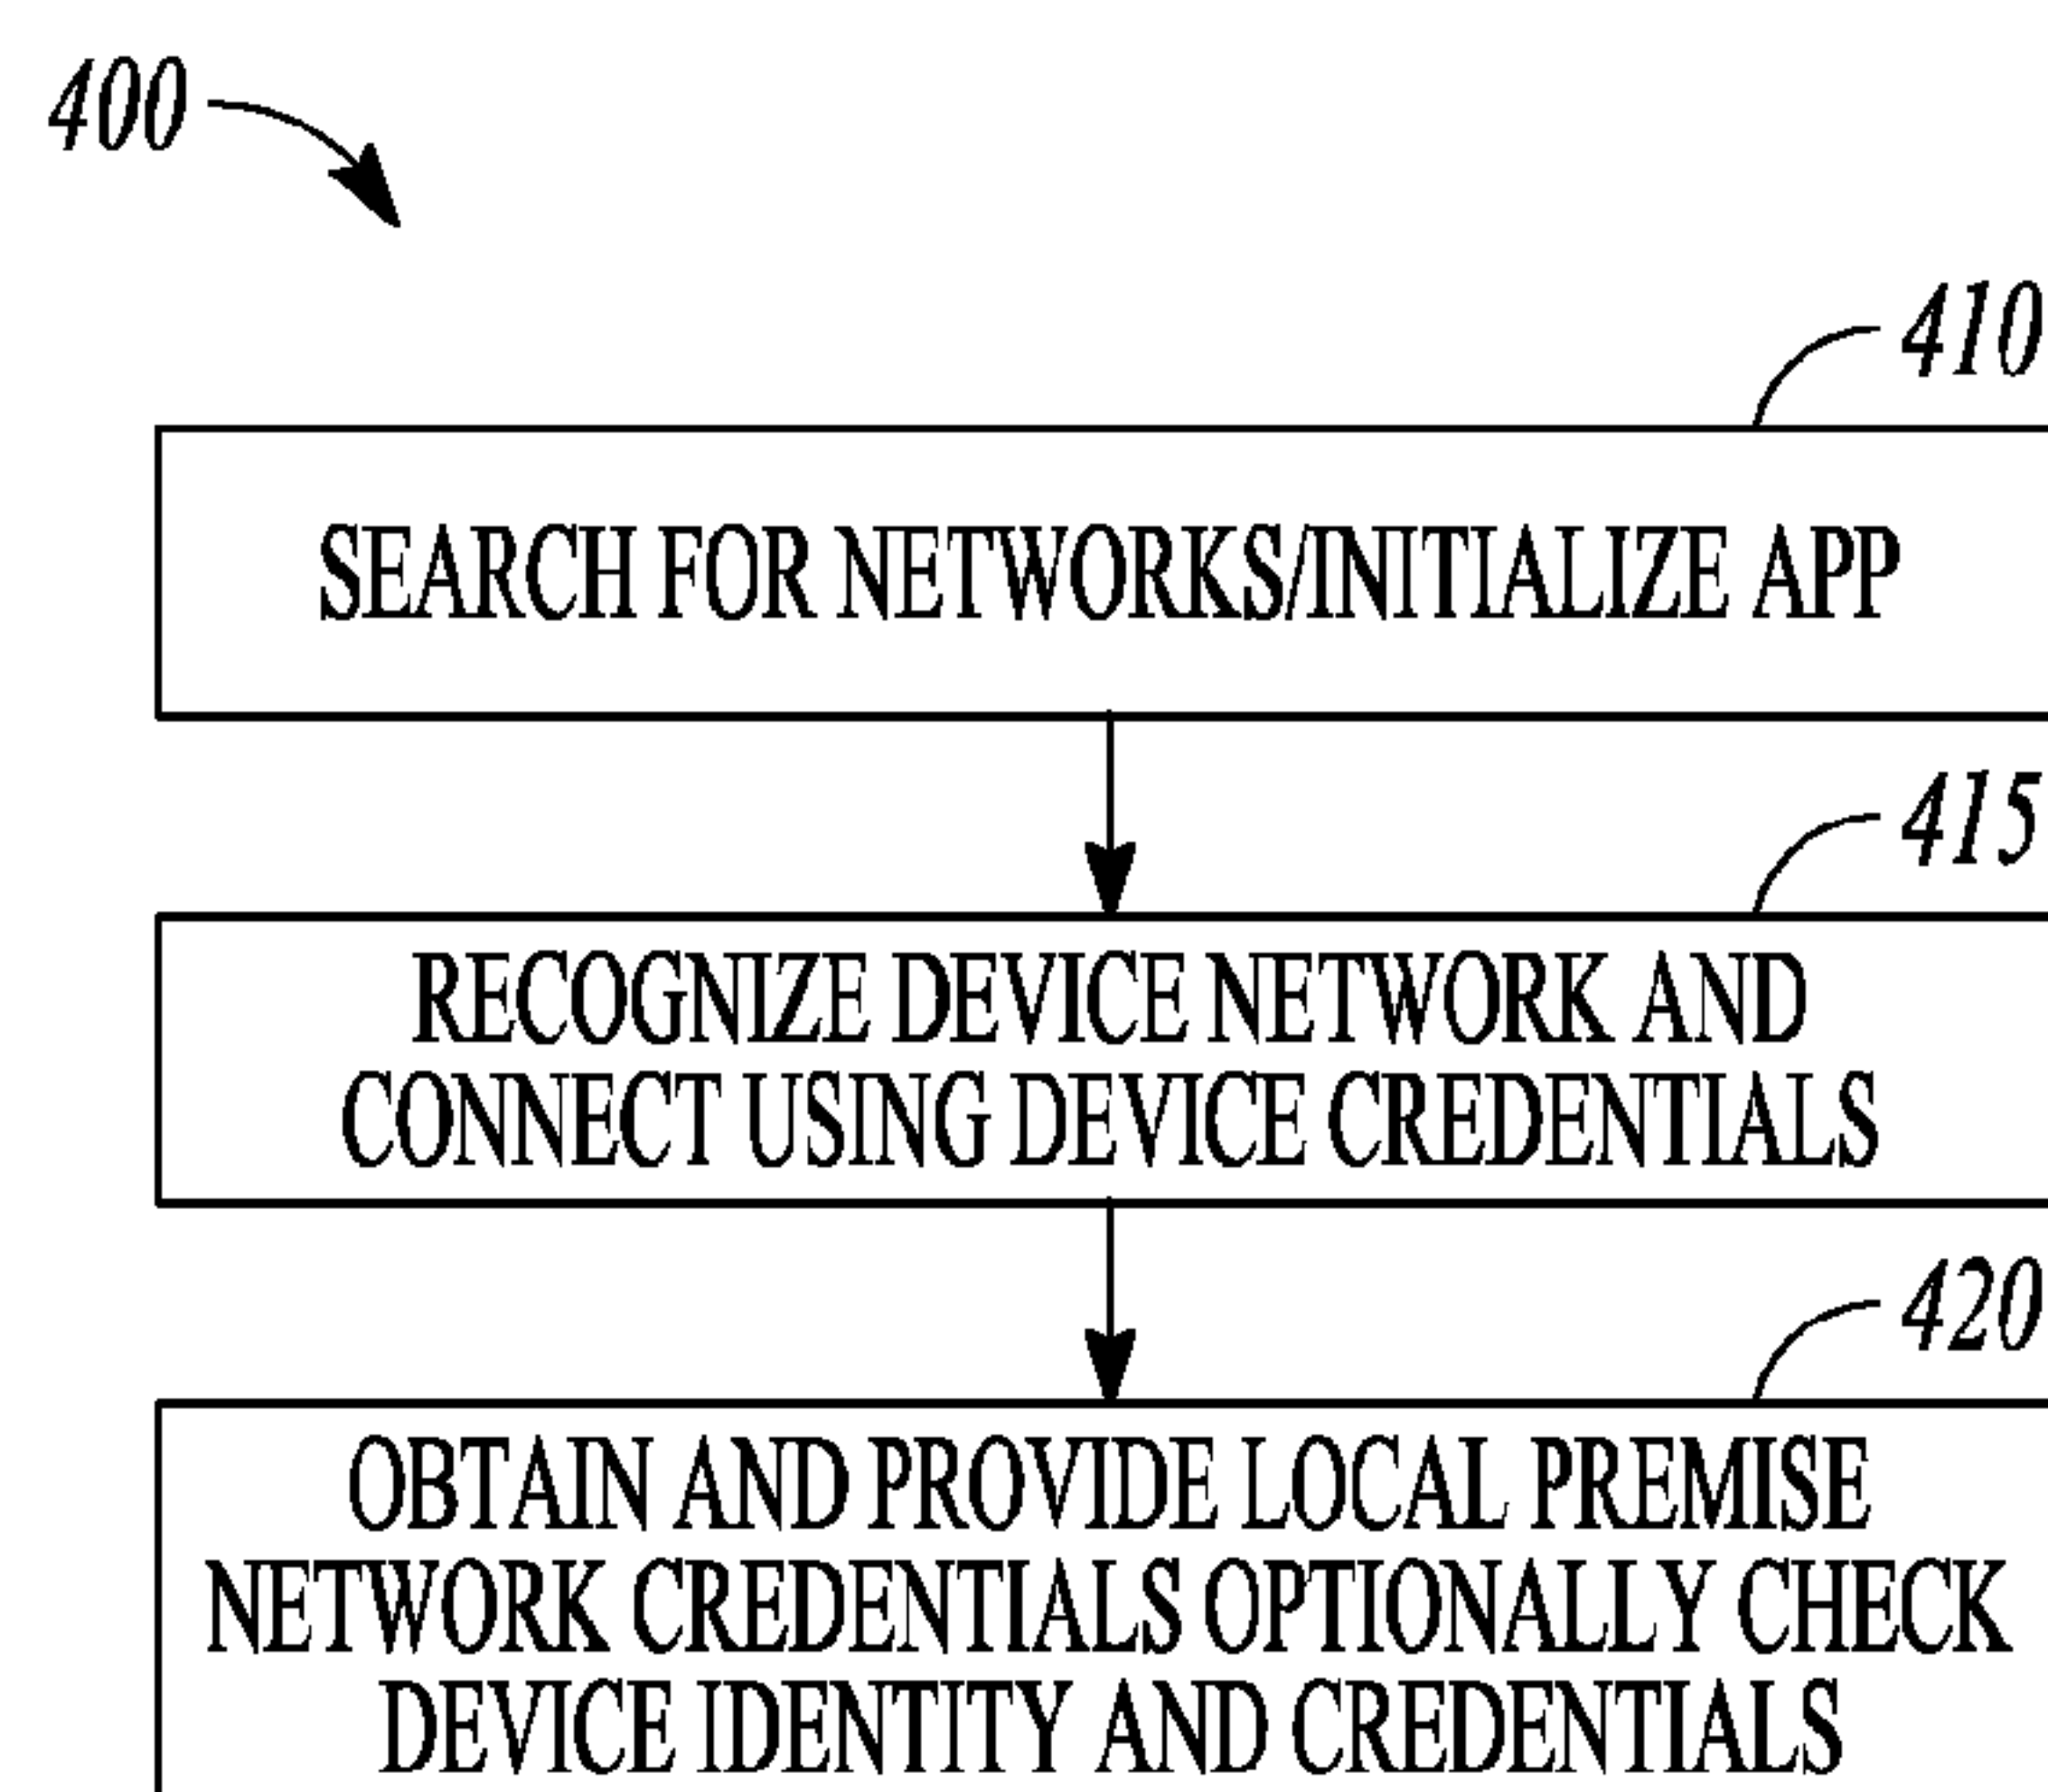 400
410
SEARCH FOR NETWORKS/INITIALIZE APP
415
RECOGNIZE DEVICE NETWORK AND
CONNECT USING DEVICE CREDENTIALS
420
OBTAIN AND PROVIDE LOCAL PREMISE
NETWORK CREDENTIALS OPTIONALLY CHECK
DEVICE IDENTITY AND CREDENTIALS